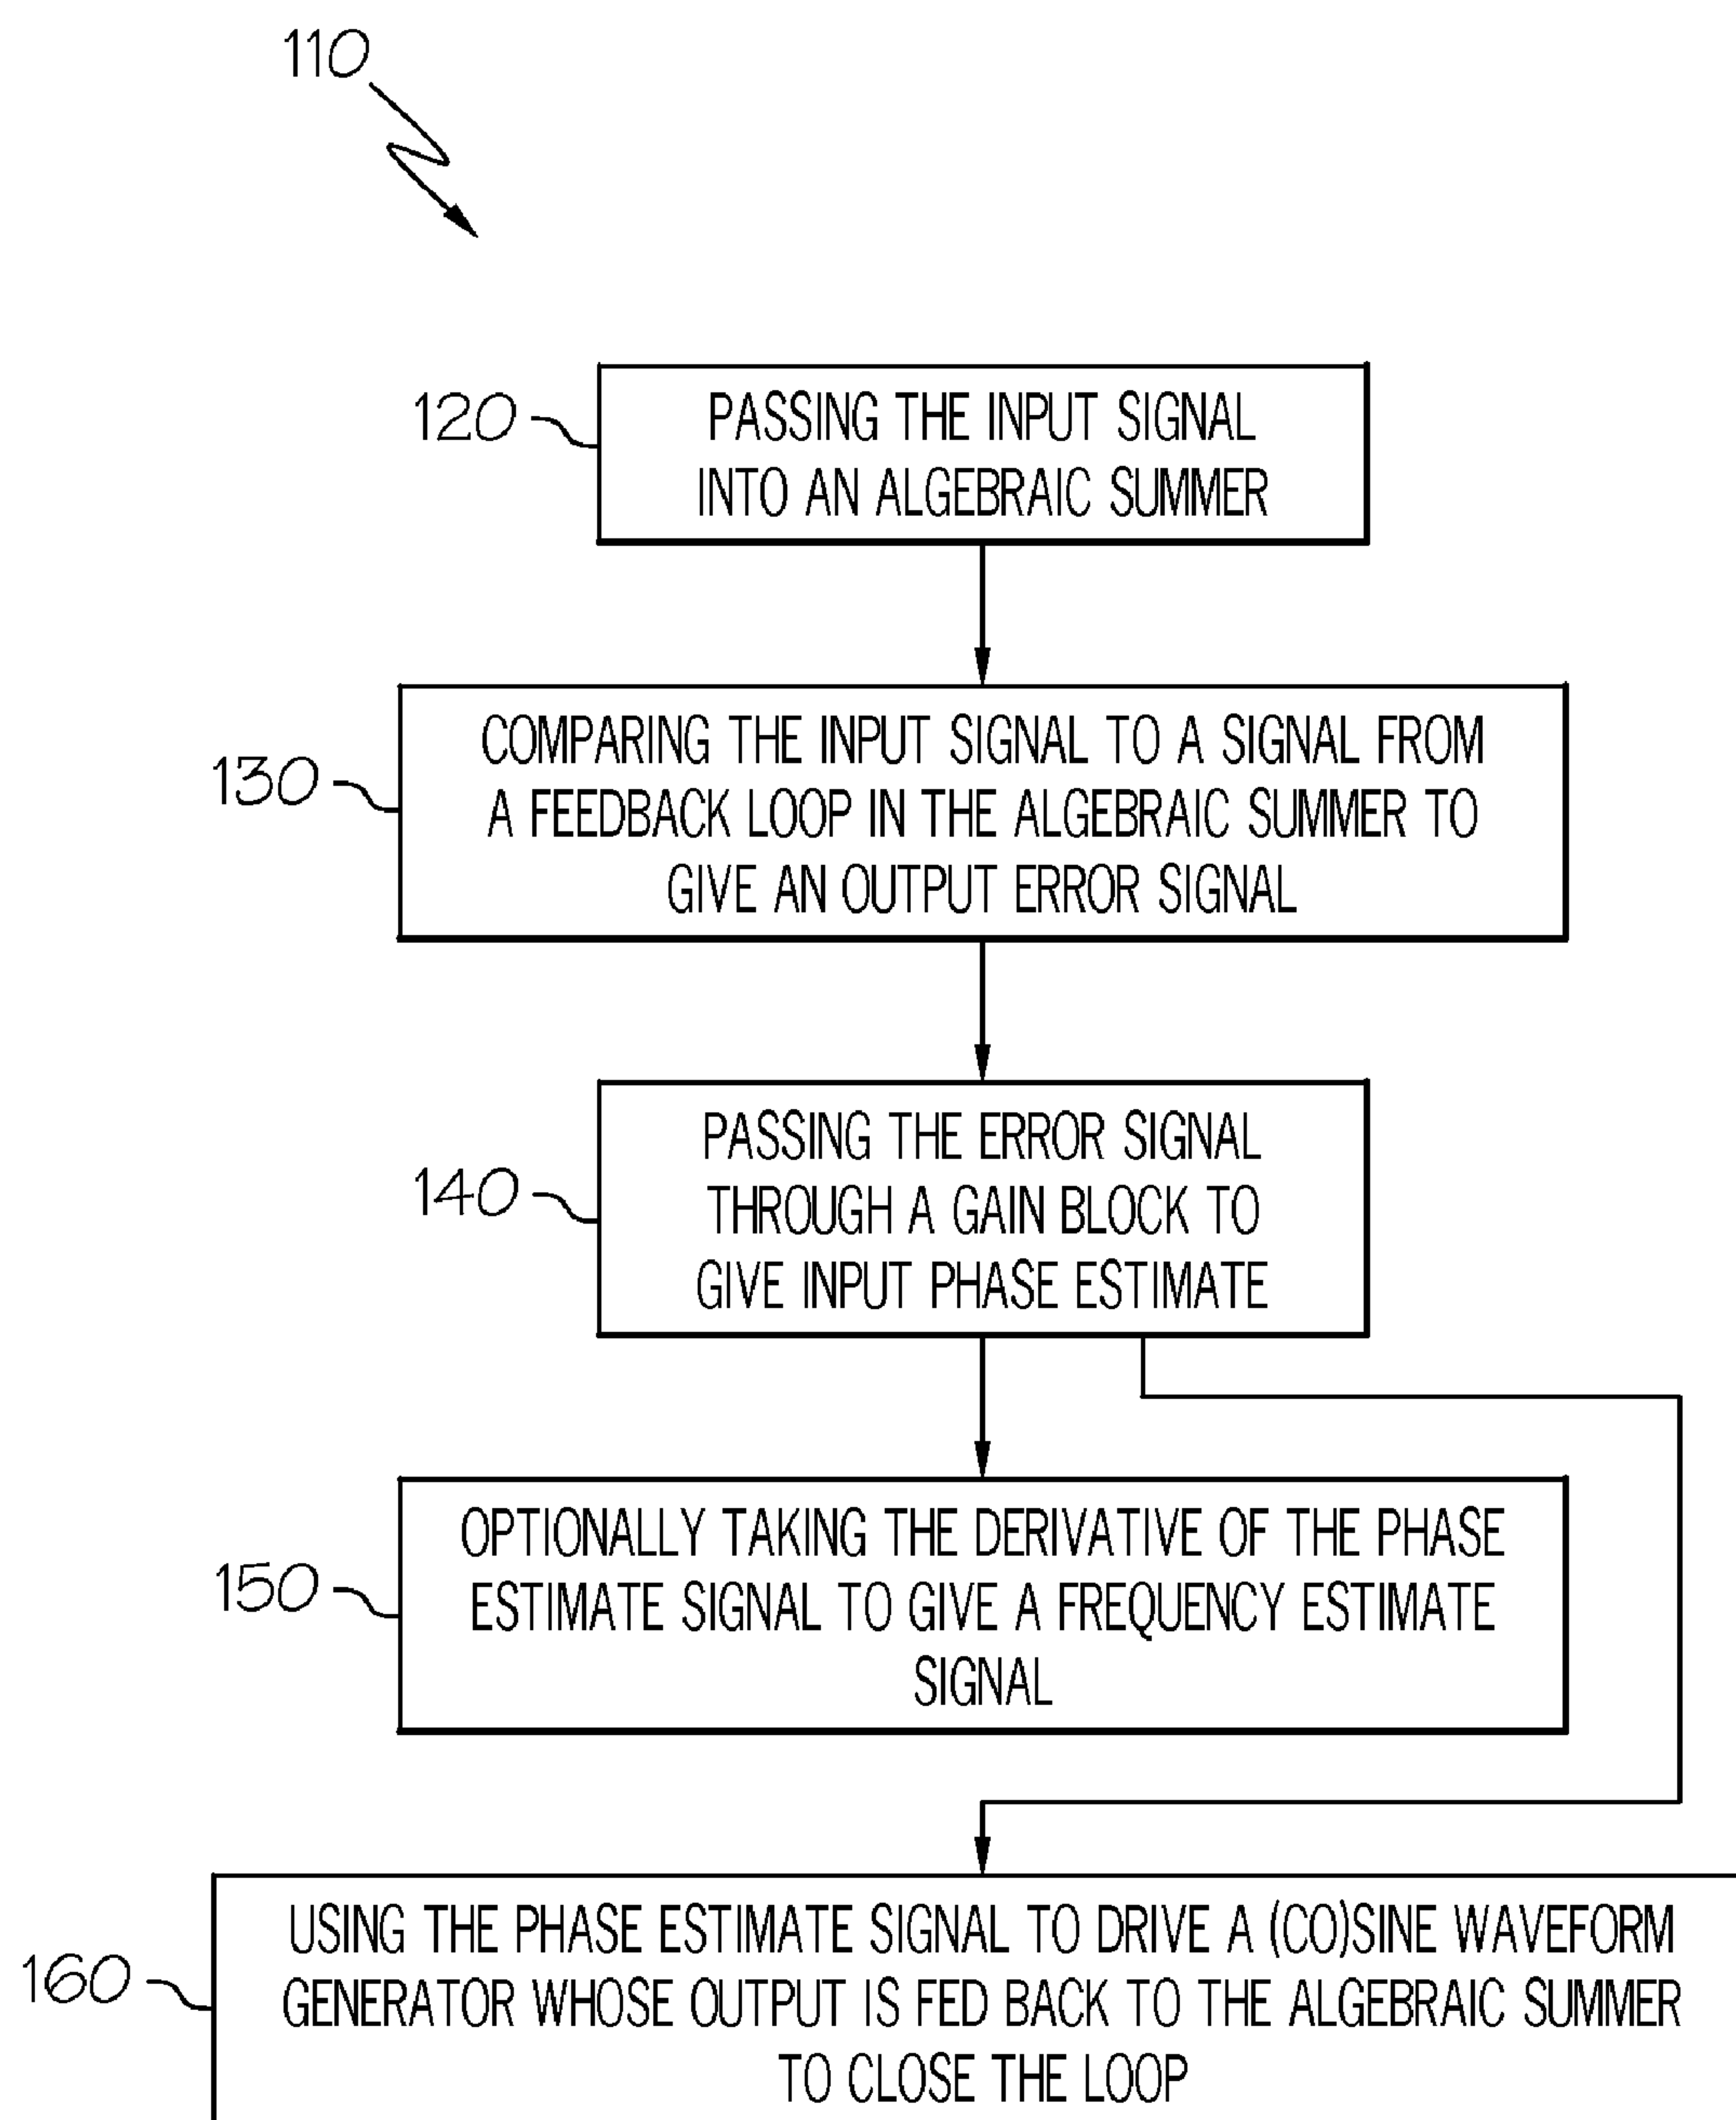 110
120
PASSING THE INPUT SIGNAL
INTO AN ALGEBRAIC SUMMER
130
COMPARING THE INPUT SIGNAL TO A SIGNAL FROM
A FEEDBACK LOOP IN THE ALGEBRAIC SUMMER TO
GIVE AN OUTPUT ERROR SIGNAL
140
PASSING THE ERROR SIGNAL
THROUGH A GAIN BLOCK TO
GIVE INPUT PHASE ESTIMATE
150
OPTIONALLY TAKING THE DERIVATIVE OF THE PHASE
ESTIMATE SIGNAL TO GIVE A FREQUENCY ESTIMATE
SIGNAL
160
USING THE PHASE ESTIMATE SIGNAL TO DRIVE A (CO)SINE WAVEFORM
GENERATOR WHOSE OUTPUT IS FED BACK TO THE ALGEBRAIC SUMMER
TO CLOSE THE LOOP